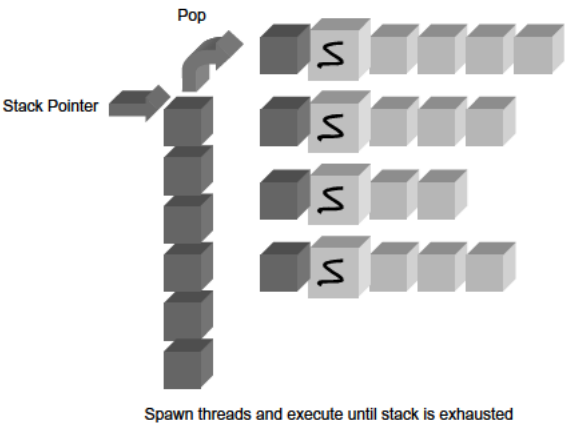 Pop
Stack Pointer
Spawn threads and execute until stack is exhausted